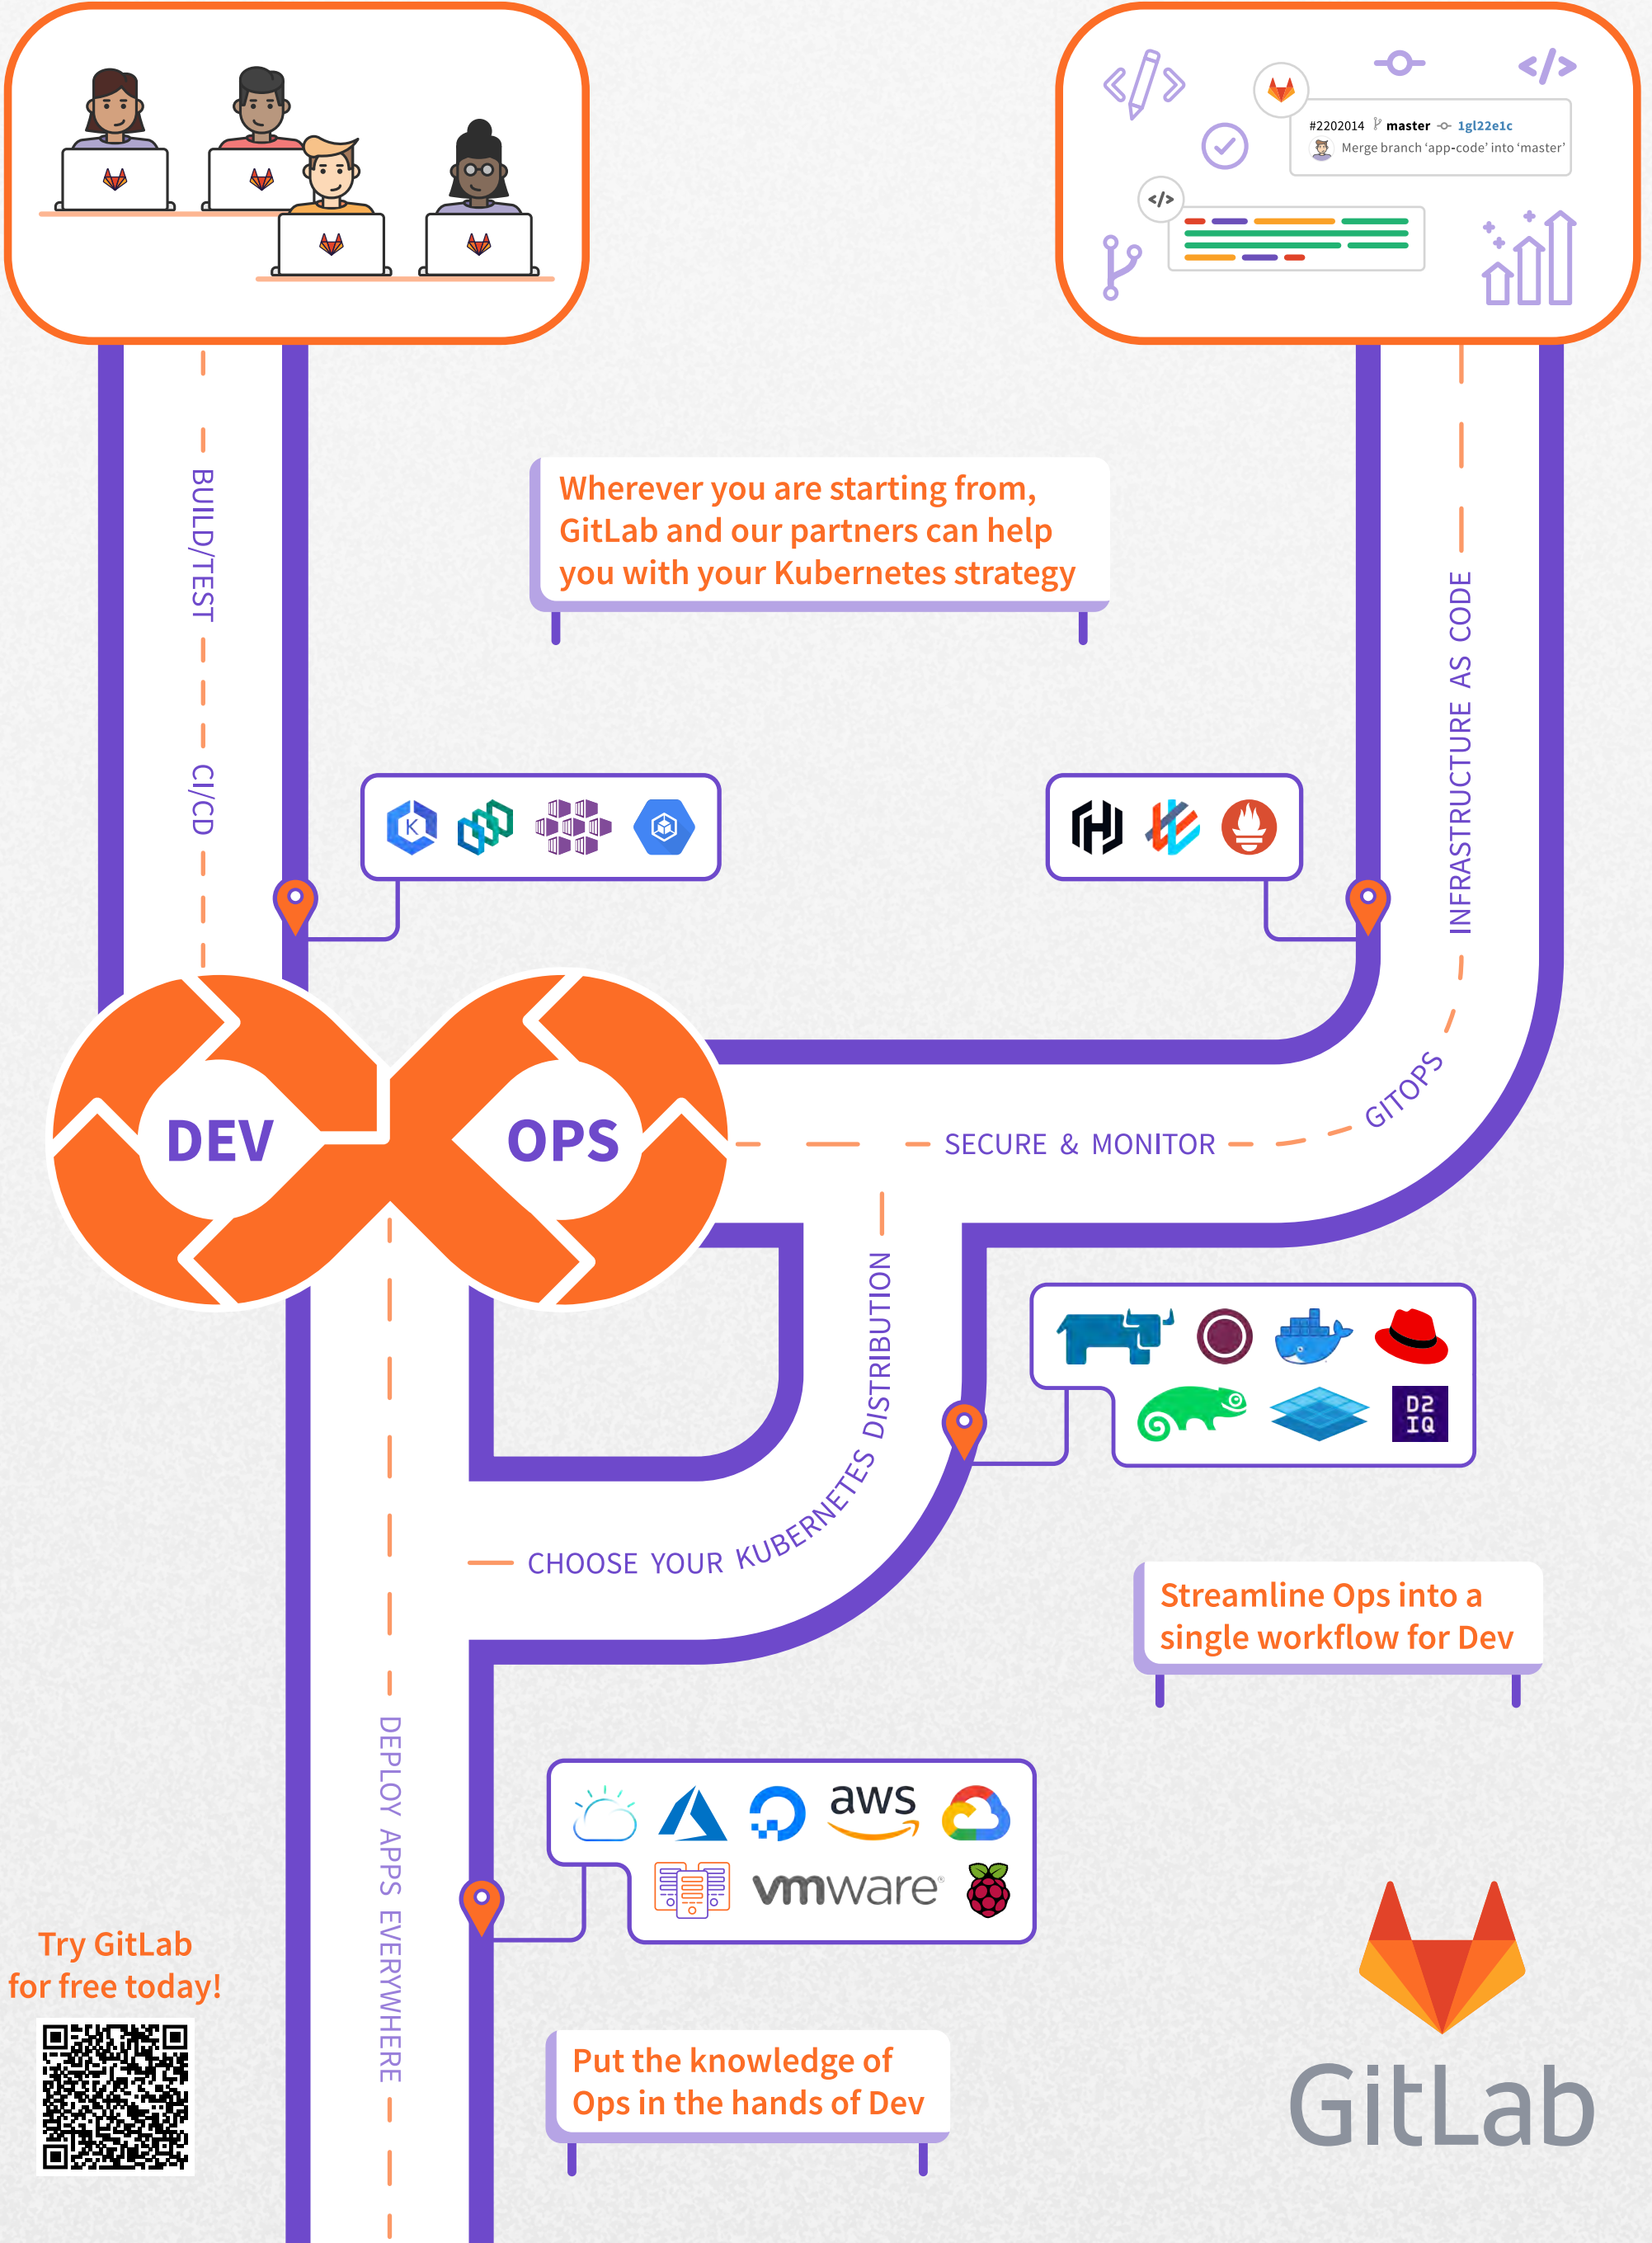 #2202014 master 1gl22e1c
Merge branch ‘app-code’ into ‘master’
</>
</>
Wherever you are starting from,
GitLab and our partners can help
you with your Kubernetes strategy
BUILD/TEST
CI/CD
K
INFRASTRUCTURE AS CODE
GITOPS
SECURE & MONITOR
DEV
OPS
CHOOSE YOUR KUBERNETES DISTRIBUTION
D2
IQ
Streamline Ops into a
single workflow for Dev
DEPLOY APPS EVERYWHERE
aws
vmware®
Try GitLab
for free today!
Put the knowledge of
Ops in the hands of Dev
GitLab